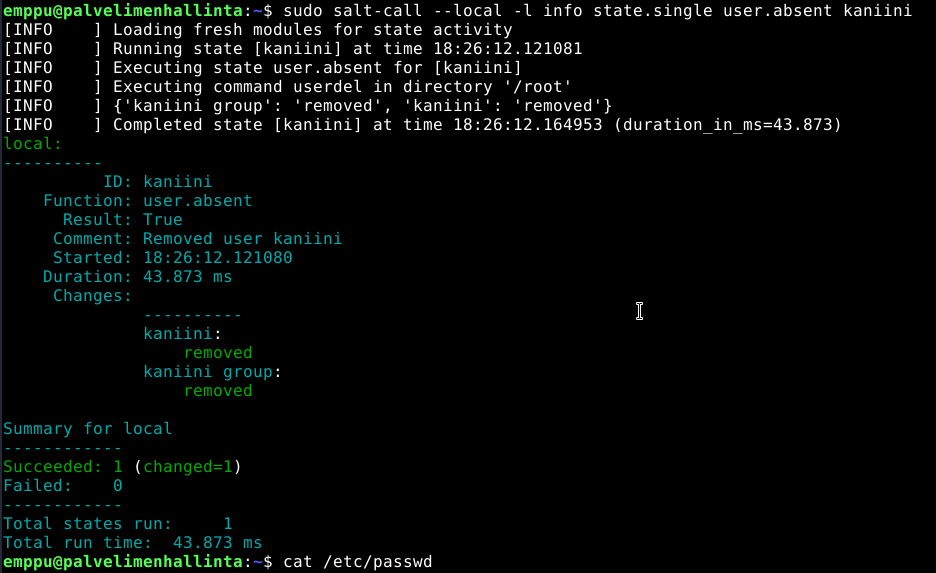 emppu@palvelimenhallinta:~$ sudo salt-call --local -l info state.single user.absent kaniini
[INFO    ] Loading fresh modules for state activity
[INFO    ] Running state [kaniini] at time 18:26:12.121081
[INFO    ] Executing state user.absent for [kaniini]
[INFO    ] Executing command userdel in directory '/root'
[INFO    ] {'kaniini group': 'removed', 'kaniini': 'removed'}
[INFO    ] Completed state [kaniini] at time 18:26:12.164953 (duration_in_ms=43.873)
local:
----------
          ID: kaniini
    Function: user.absent
      Result: True
     Comment: Removed user kaniini
     Started: 18:26:12.121080
    Duration: 43.873 ms
     Changes:
              ----------
              kaniini:
                  removed
              kaniini group:
                  removed

Summary for local
------------
Succeeded: 1 (changed=1)
Failed:    0
------------
Total states run:     1
Total run time:  43.873 ms
emppu@palvelimenhallinta:~$ cat /etc/passwd